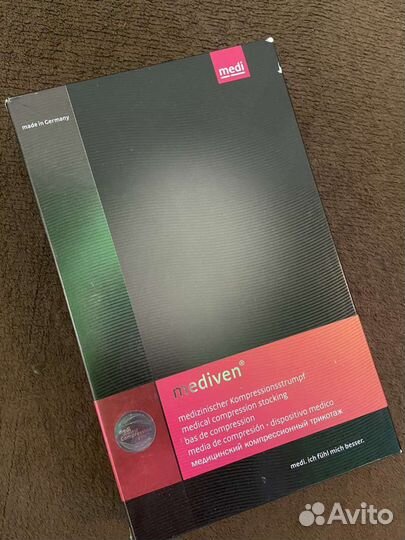 medi
made in Germany
mediven®
medizinischer Kompressionsstrumpf
medical compression stocking
bas de compression
media de compresión · dispositivo medico
медицинский компрессионный трикотаж
medi. ich fühl mich besser.
Avito